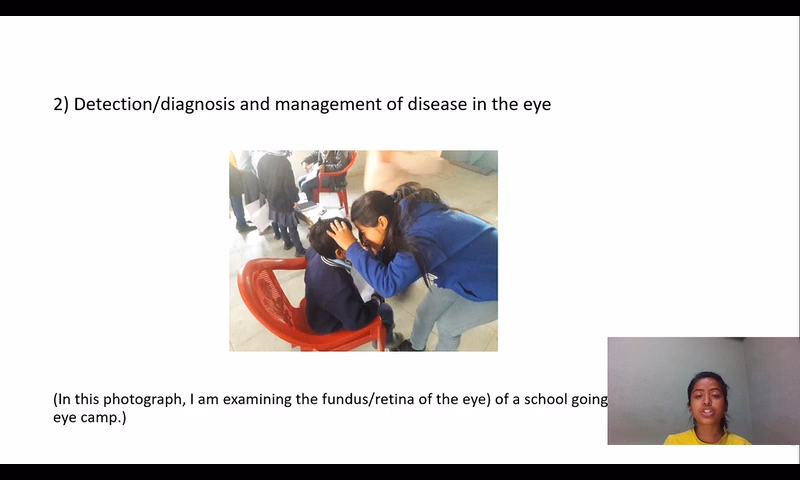 2) Detection/diagnosis and management of disease in the eye
(In this photograph, I am examining the fundus/retina of the eye) of a school going
eye camp.)